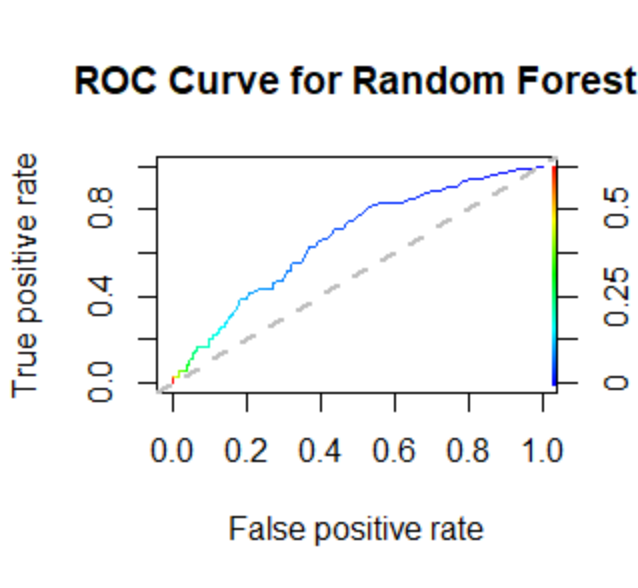 ROC Curve for Random Forest
True positive rate
0.8
0.4
0.0
0.5
0.25
0
0.0 0.2 0.4 0.6 0.8 1.0
False positive rate